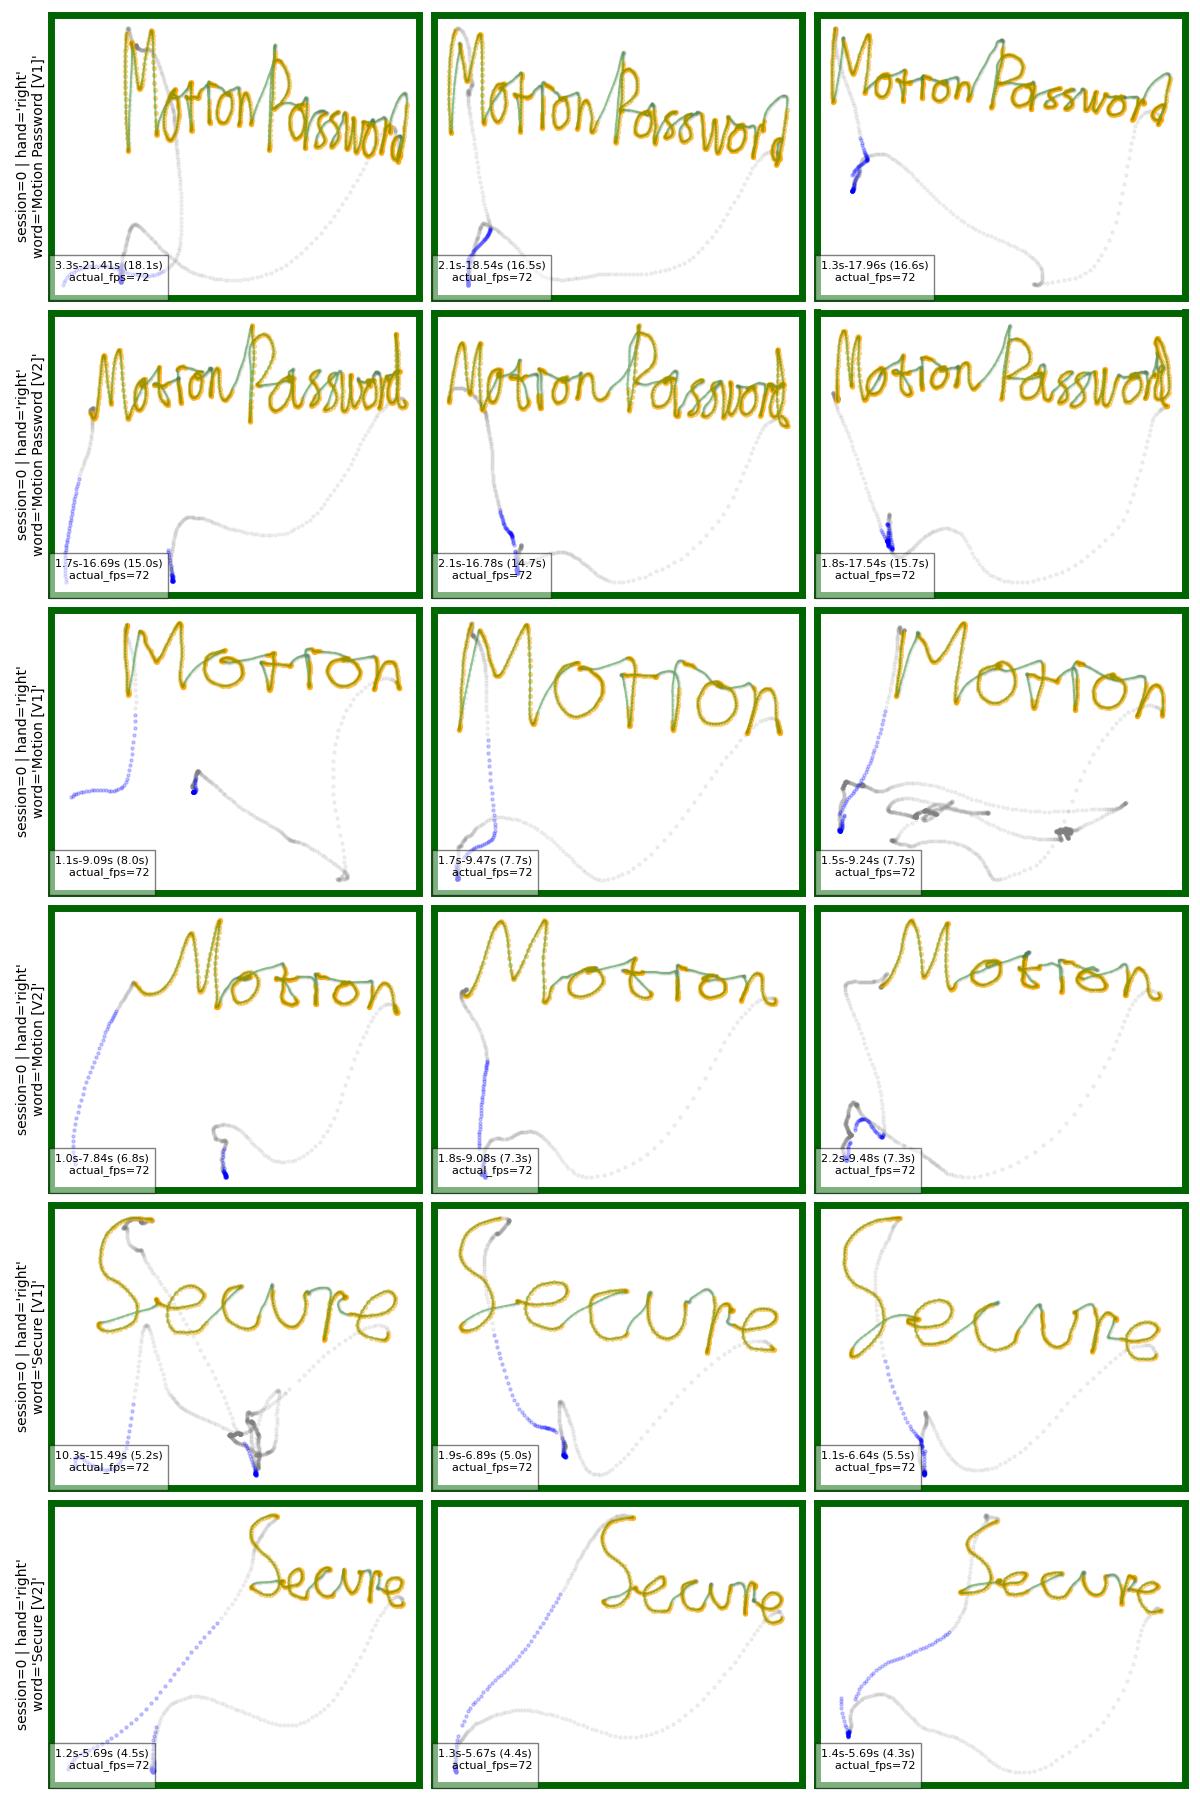 session=0 | hand='right'
word='Motion Password [V1]'
Motion Password
3.3s-21.41s (18.1s)
actual_fps=72
Motion Password
2.1s-18.54s (16.5s)
actual_fps=72
Motion Password
1.3s-17.96s (16.6s)
actual_fps=72
session=0 | hand='right'
word='Motion Password [V2]'
Motion Password
1.7s-16.69s (15.0s)
actual_fps=72
Motion Password
2.1s-16.78s (14.7s)
actual_fps=72
Motion Password
1.8s-17.54s (15.7s)
actual_fps=72
session=0 | hand='right'
word='Motion [V1]'
Motion
1.1s-9.09s (8.0s)
actual_fps=72
Motion
1.7s-9.47s (7.7s)
actual_fps=72
Motion
1.5s-9.24s (7.7s)
actual_fps=72
session=0 | hand='right'
word='Motion [V2]'
Motion
1.0s-7.84s (6.8s)
actual_fps=72
Motion
1.8s-9.08s (7.3s)
actual_fps=72
Motion
2.2s-9.48s (7.3s)
actual_fps=72
session=0 | hand='right'
word='Secure [V1]'
Secure
10.3s-15.49s (5.2s)
actual_fps=72
Secure
1.9s-6.89s (5.0s)
actual_fps=72
Secure
1.1s-6.64s (5.5s)
actual_fps=72
session=0 | hand='right'
word='Secure [V2]'
Secure
1.2s-5.69s (4.5s)
actual_fps=72
Secure
1.3s-5.67s (4.4s)
actual_fps=72
Secure
1.4s-5.69s (4.3s)
actual_fps=72